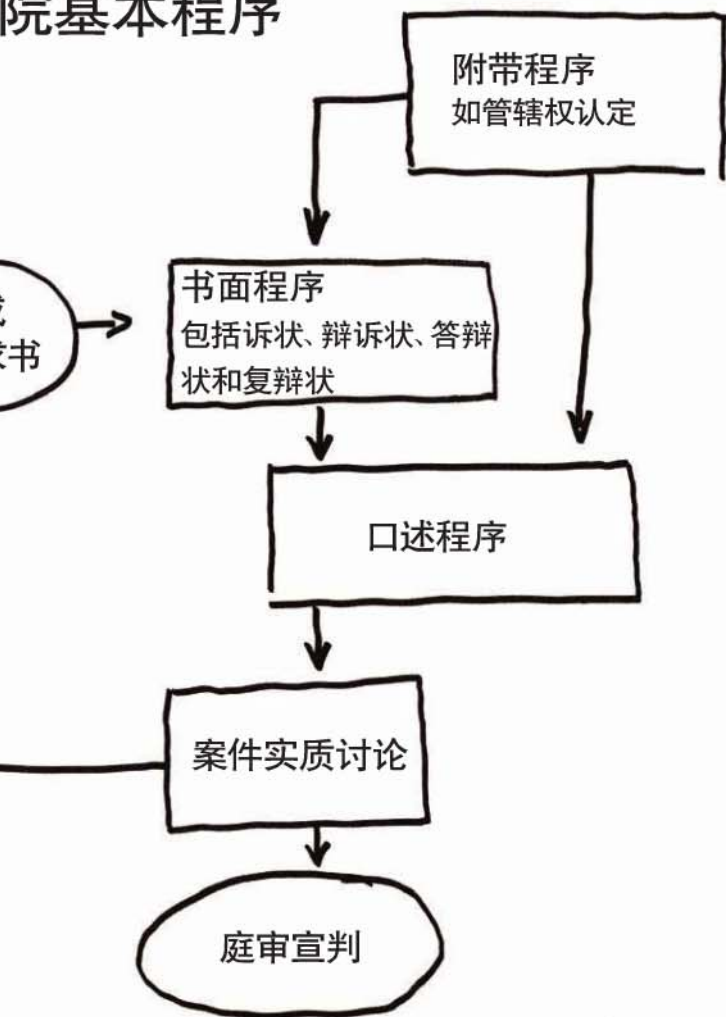 院基本程序
附带程序
如管辖权认定
书面程序
包括诉状、辩诉状、答辩
状和复辩状
求书
口述程序
案件实质讨论
庭审宣判